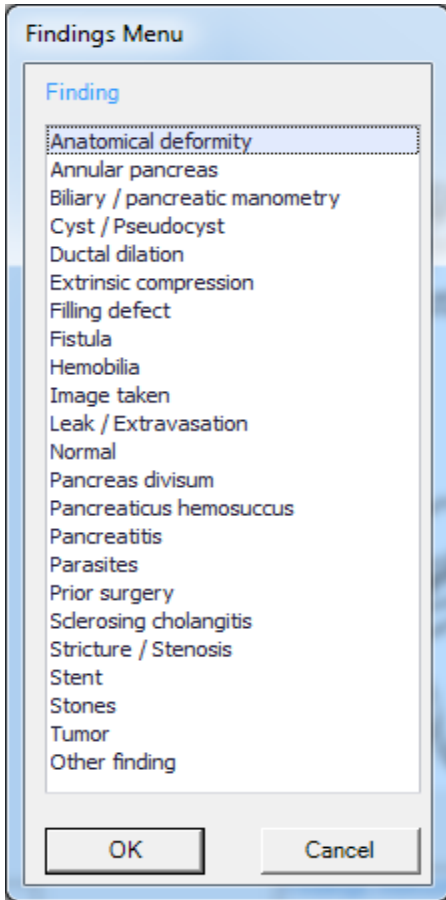 Findings Menu
Finding
Anatomical deformity
Annular pancreas
Biliary / pancreatic manometry
Cyst / Pseudocyst
Ductal dilation
Extrinsic compression
Filling defect
Fistula
Hemobilia
Image taken
Leak / Extravasation
Normal
Pancreas divisum
Pancreaticus hemosuccus
Pancreatitis
Parasites
Prior surgery
Sclerosing cholangitis
Stricture / Stenosis
Stent
Stones
Tumor
Other finding
OK Cancel